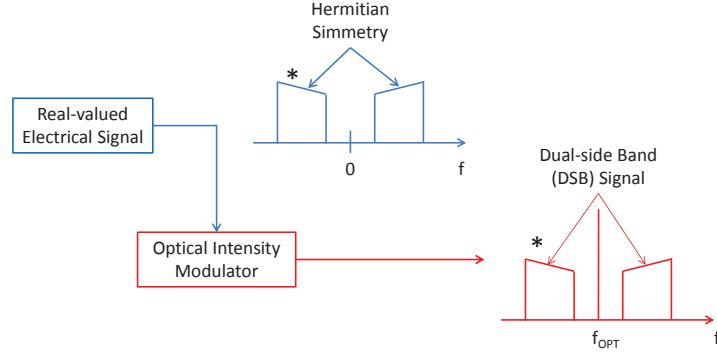 Hermitian
Simmetry
*
Real-valued
Electrical Signal
0
f
Dual-side Band
(DSB) Signal
*
Optical Intensity
Modulator
fOPT
f